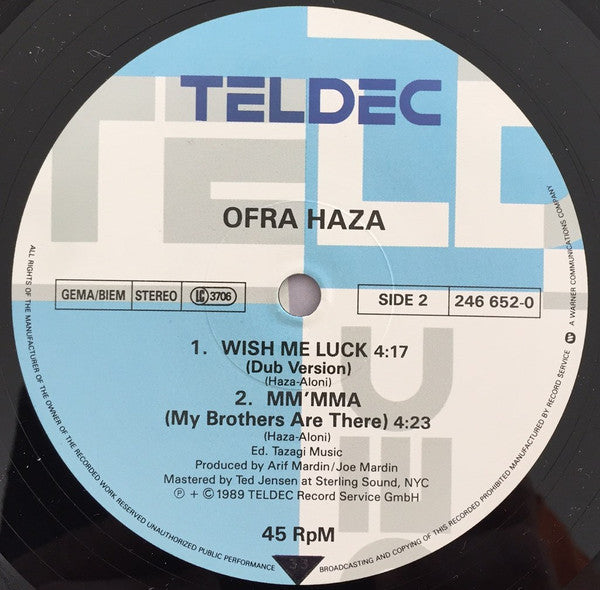 TELDEC
OFRA HAZA
GEMA/BIEM STEREO LC 3706
SIDE 2 246 652-0
1. WISH ME LUCK 4:17
(Dub Version)
(Haza-Aloni)
2. MM'MMA
(My Brothers Are There) 4:23
(Haza-Aloni)
Ed. Tazagi Music
Produced by Arif Mardin/Joe Mardin
Mastered by Ted Jensen at Sterling Sound, NYC
℗ + © 1989 TELDEC Record Service GmbH
45 RpM
33
ALL RIGHTS OF THE MANUFACTURER AND OF THE OWNER OF THE RECORDED WORK RESERVED UNAUTHORIZED PUBLIC PERFORMANCE
BROADCASTING AND COPYING OF THIS RECORD PROHIBITED. MANUFACTURED BY RECORD SERVICE
A WARNER COMMUNICATIONS COMPANY